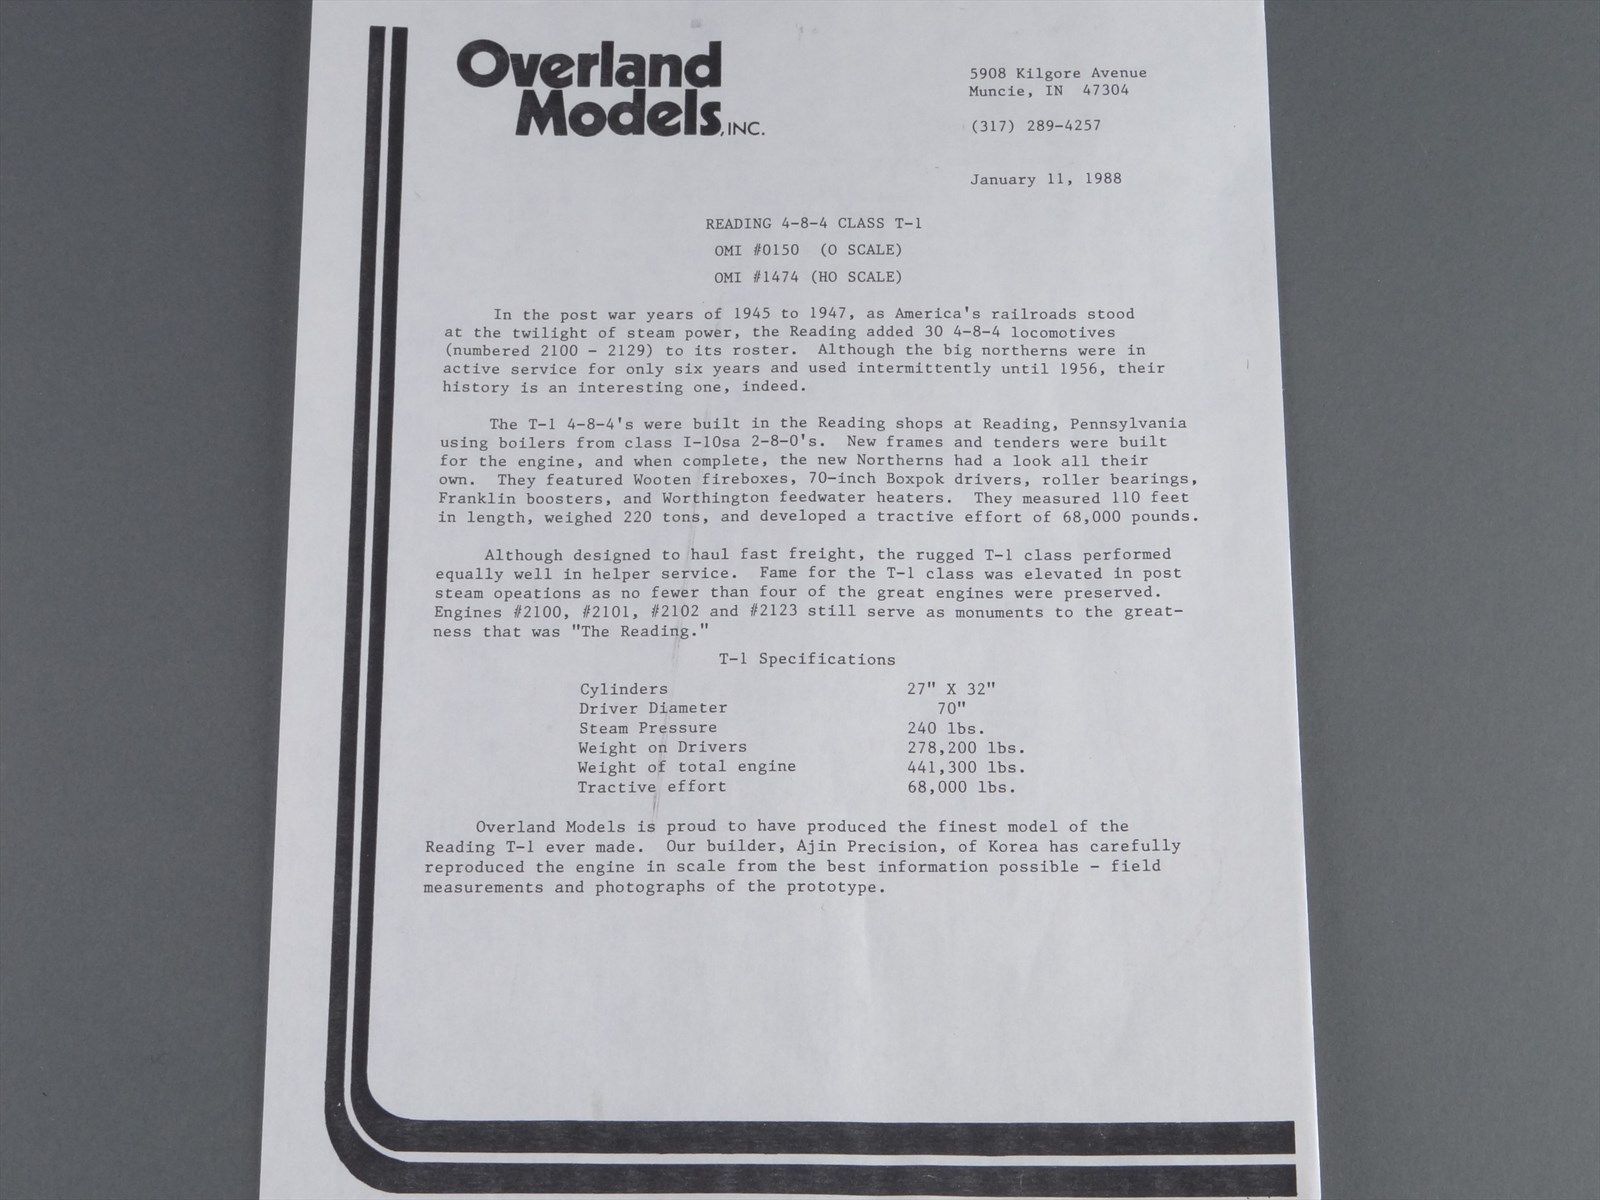 Overland
Models, INC.
5908 Kilgore Avenue
Muncie, IN  47304
(317) 289-4257
January 11, 1988
READING 4-8-4 CLASS T-1
OMI #0150  (O SCALE)
OMI #1474 (HO SCALE)
In the post war years of 1945 to 1947, as America's railroads stood
at the twilight of steam power, the Reading added 30 4-8-4 locomotives
(numbered 2100 - 2129) to its roster.  Although the big northerns were in
active service for only six years and used intermittently until 1956, their
history is an interesting one, indeed.
The T-1 4-8-4's were built in the Reading shops at Reading, Pennsylvania
using boilers from class I-10sa 2-8-0's.  New frames and tenders were built
for the engine, and when complete, the new Northerns had a look all their
own.  They featured Wooten fireboxes, 70-inch Boxpok drivers, roller bearings,
Franklin boosters, and Worthington feedwater heaters.  They measured 110 feet
in length, weighed 220 tons, and developed a tractive effort of 68,000 pounds.
Although designed to haul fast freight, the rugged T-1 class performed
equally well in helper service.  Fame for the T-1 class was elevated in post
steam opeations as no fewer than four of the great engines were preserved.
Engines #2100, #2101, #2102 and #2123 still serve as monuments to the great-
ness that was "The Reading."
T-1 Specifications
Cylinders 27" X 32"
Driver Diameter 70"
Steam Pressure 240 lbs.
Weight on Drivers 278,200 lbs.
Weight of total engine 441,300 lbs.
Tractive effort 68,000 lbs.
Overland Models is proud to have produced the finest model of the
Reading T-1 ever made.  Our builder, Ajin Precision, of Korea has carefully
reproduced the engine in scale from the best information possible - field
measurements and photographs of the prototype.